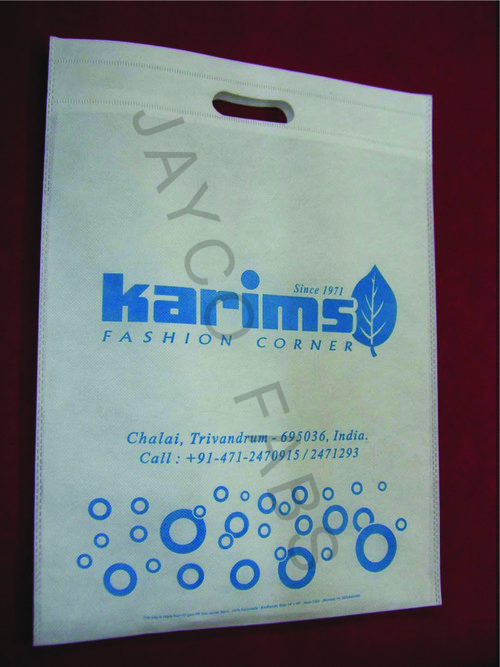 Since 1971
karims
FASHION CORNER
Chalai, Trivandrum - 695036, India.
Call : +91-471-2470915 / 2471293
JAYCO FABS